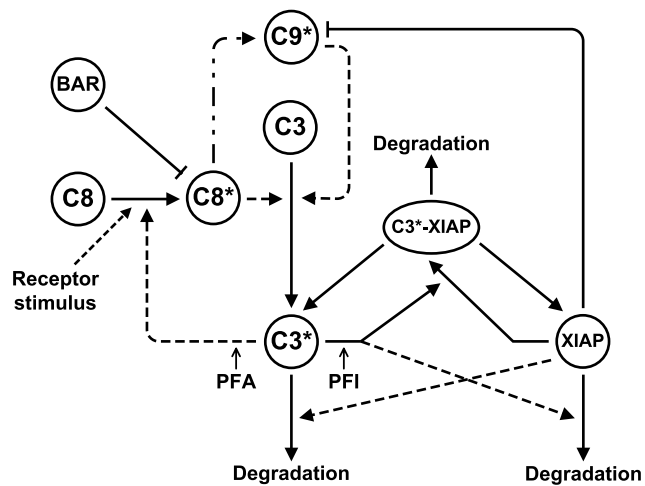 C9*
BAR
C3
Degradation
C8
C8*
C3*-XIAP
Receptor
stimulus
C3*
XIAP
PFA
PFI
Degradation
Degradation